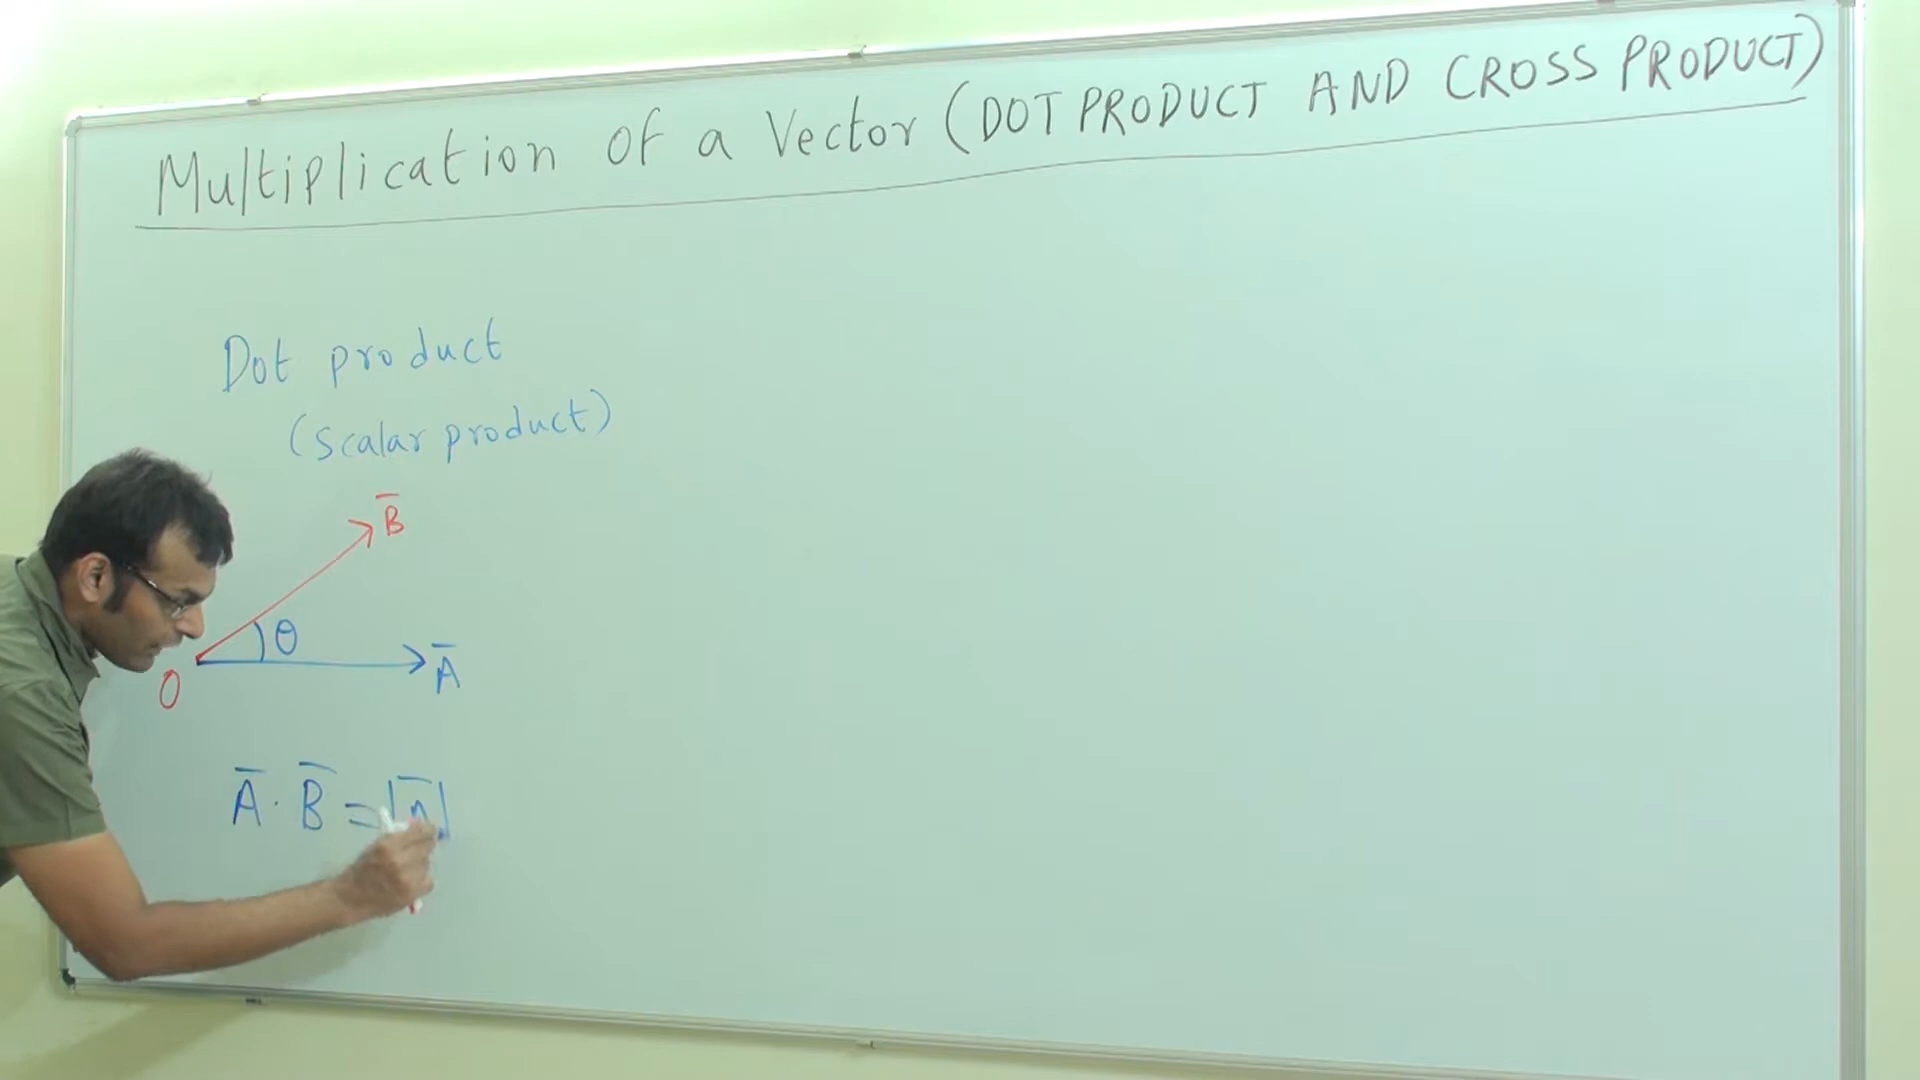 Multiplication of a Vector (DOT PRODUCT AND CROSS PRODUCT)
Dot product
(scalar product)
B̅
θ
O
A̅
A̅ · B̅ = |A̅|